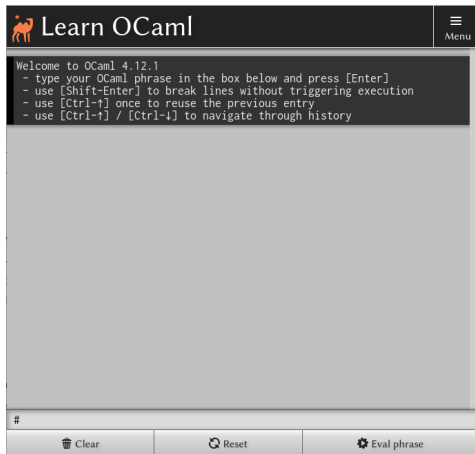 Learn OCaml
Menu
Welcome to OCaml 4.12.1
- type your OCaml phrase in the box below and press [Enter]
- use [Shift-Enter] to break lines without triggering execution
- use [Ctrl-↑] once to reuse the previous entry
- use [Ctrl-↑] / [Ctrl-↓] to navigate through history
#
Clear Reset Eval phrase